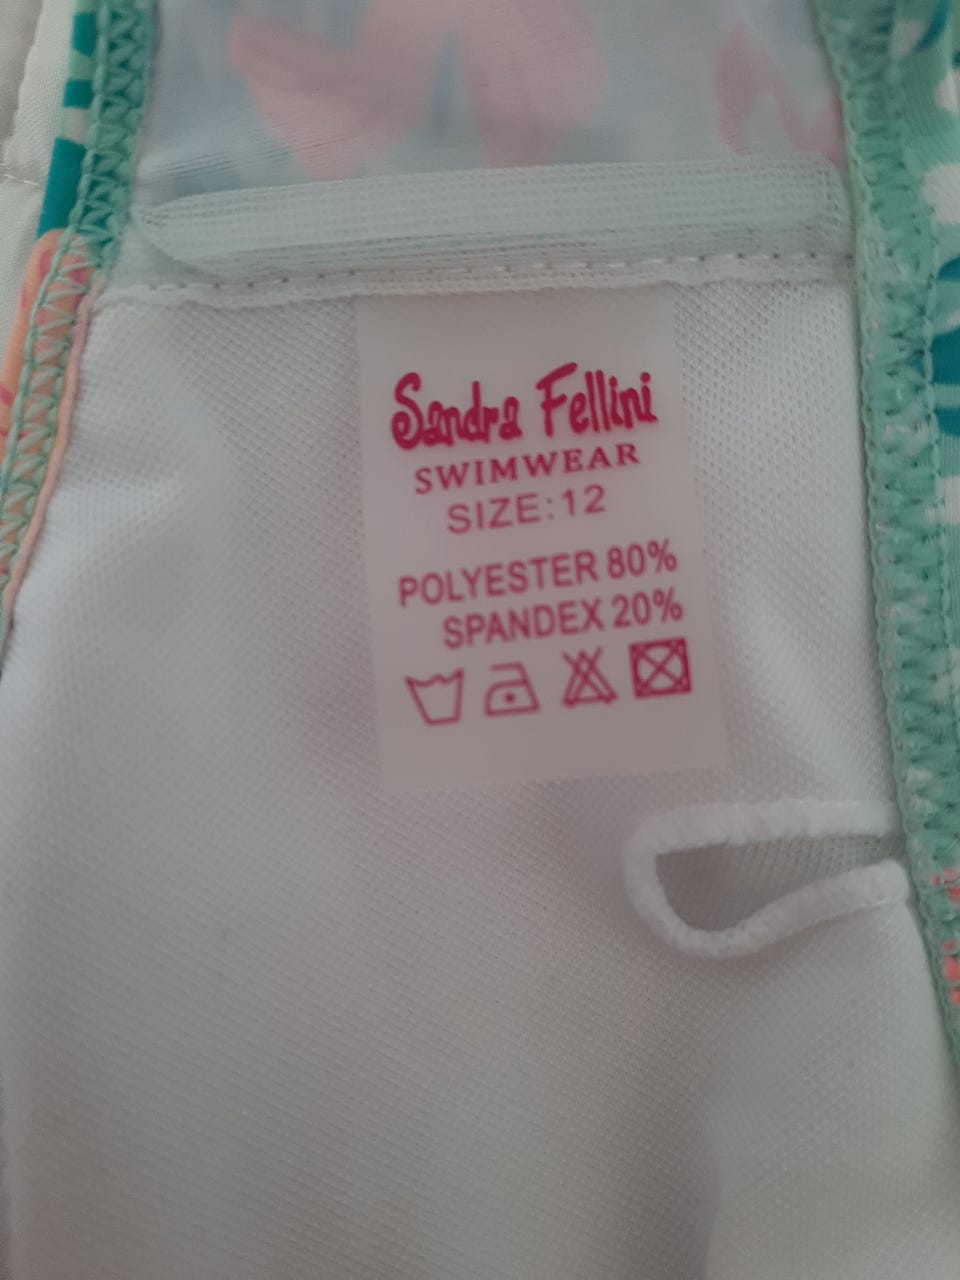 Sandra Fellini
SWIMWEAR
SIZE:12
POLYESTER 80%
SPANDEX 20%